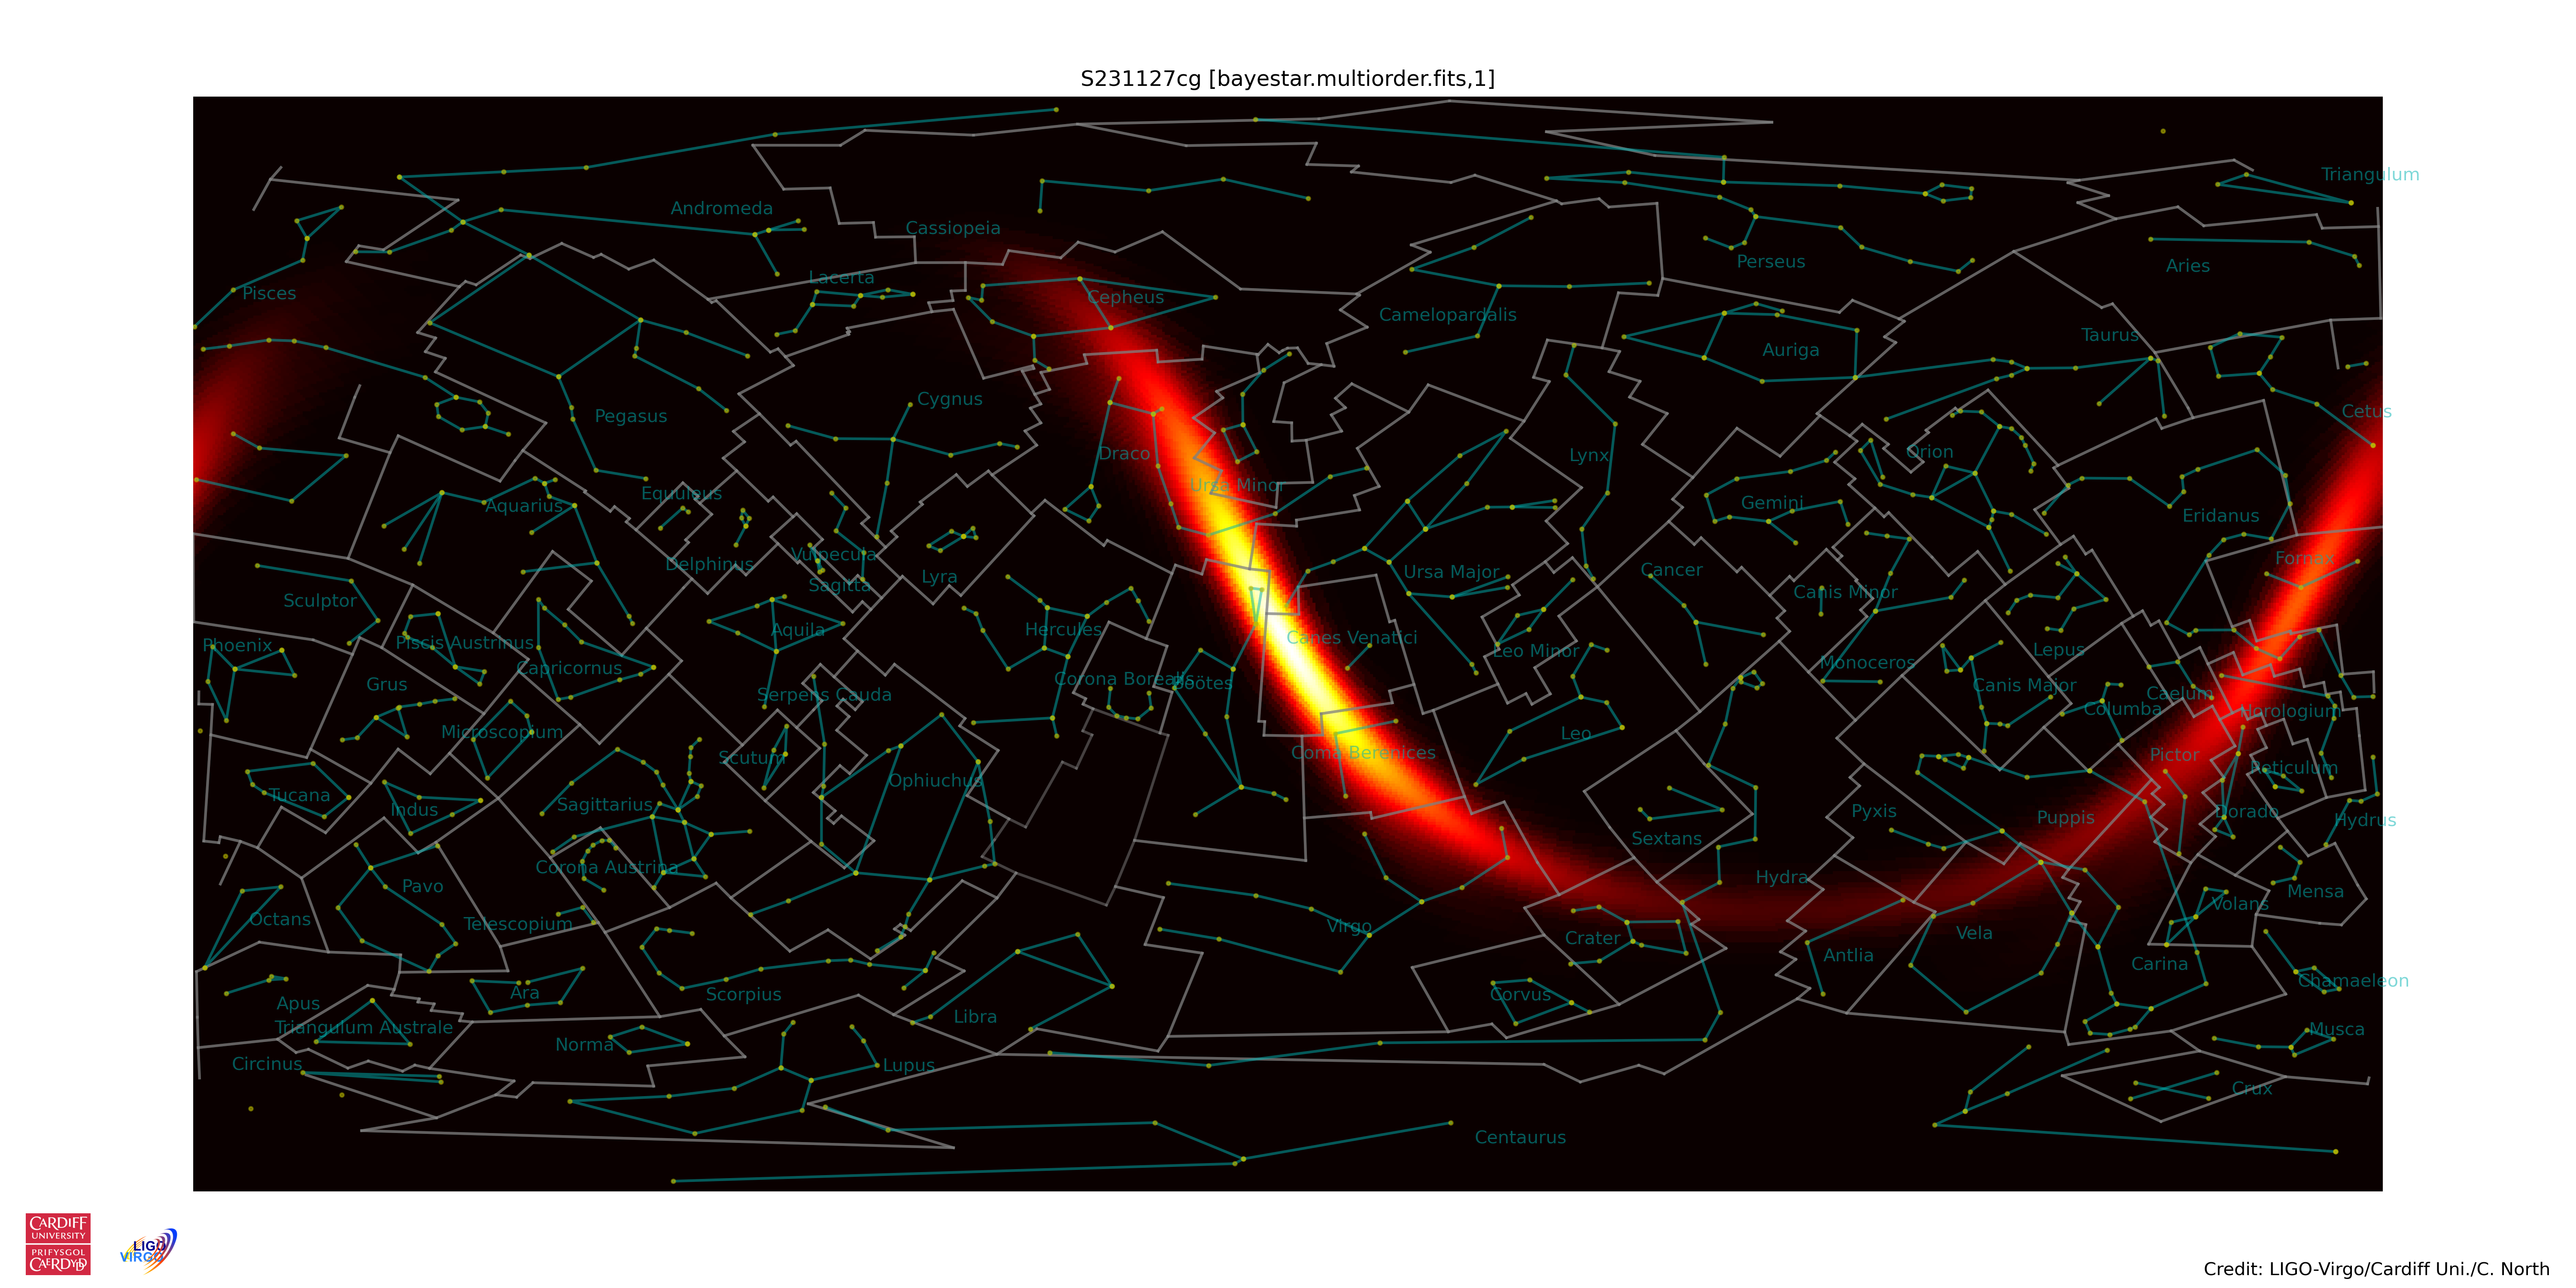 S231127cg [bayestar.multiorder.fits,1]
Triangulum
Andromeda
Cassiopeia
Perseus
Aries
Lacerta
Pisces
Cepheus
Camelopardalis
Taurus
Auriga
Cygnus
Pegasus
Cetus
Draco
Lynx
Orion
Ursa Minor
Equuleus
Aquarius
Gemini
Eridanus
Vulpecula
Delphinus
Sagitta
Lyra
Ursa Major
Cancer
Canis Minor
Fornax
Sculptor
Aquila
Hercules
Canes Venatici
Phoenix
Piscis Austrinus
Leo Minor
Lepus
Capricornus
Monoceros
Grus
Corona Borealis
Boötes
Canis Major
Serpens Cauda
Caelum
Columba
Horologium
Microscopium
Leo
Scutum
Coma Berenices
Pictor
Reticulum
Ophiuchus
Tucana
Indus
Sagittarius
Pyxis
Puppis
Dorado
Hydrus
Sextans
Corona Austrina
Hydra
Pavo
Mensa
Octans
Telescopium
Virgo
Volans
Crater
Vela
Antlia
Carina
Chamaeleon
Apus
Ara
Scorpius
Corvus
Libra
Triangulum Australe
Musca
Norma
Circinus
Lupus
Crux
Centaurus
CARDIFF
UNIVERSITY
PRIFYSGOL
CAERDYDD
LIGO
VIRGO
Credit: LIGO-Virgo/Cardiff Uni./C. North